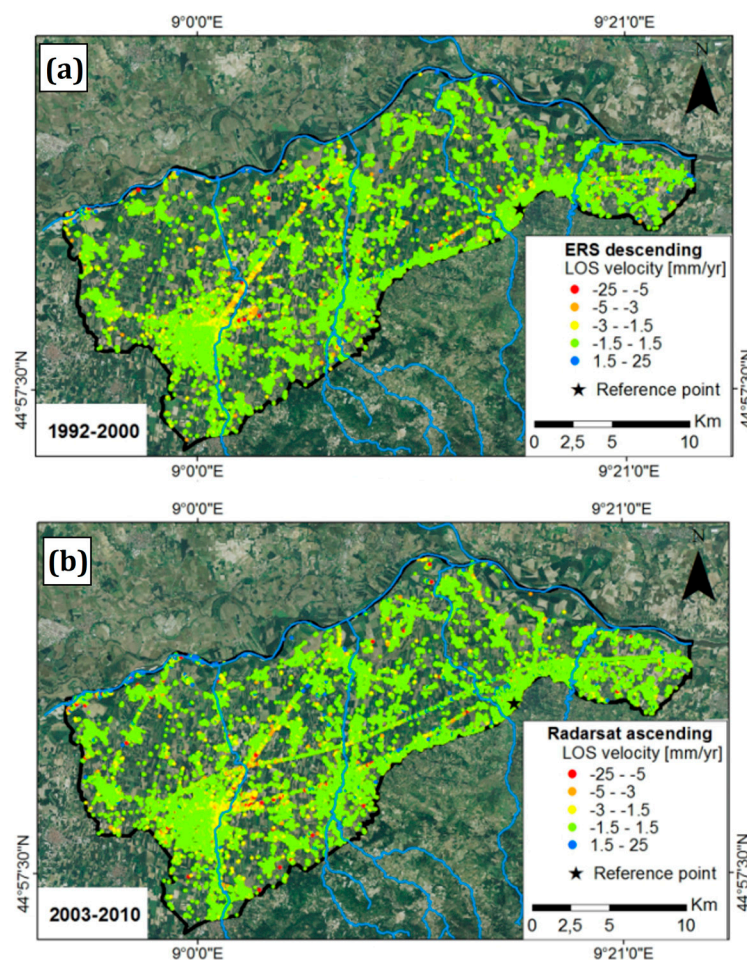 9°0'0"E 9°21'0"E
(a)
N
ERS descending
LOS velocity [mm/yr]
-25 - -5
-5 - -3
-3 - -1.5
-1.5 - 1.5
1.5 - 25
Reference point
Km
0 2,5 5 10
44°57'30"N 44°57'30"N
1992-2000
9°0'0"E 9°21'0"E
9°0'0"E 9°21'0"E
(b)
N
Radarsat ascending
LOS velocity [mm/yr]
-25 - -5
-5 - -3
-3 - -1.5
-1.5 - 1.5
1.5 - 25
Reference point
Km
0 2,5 5 10
44°57'30"N 44°57'30"N
2003-2010
9°0'0"E 9°21'0"E